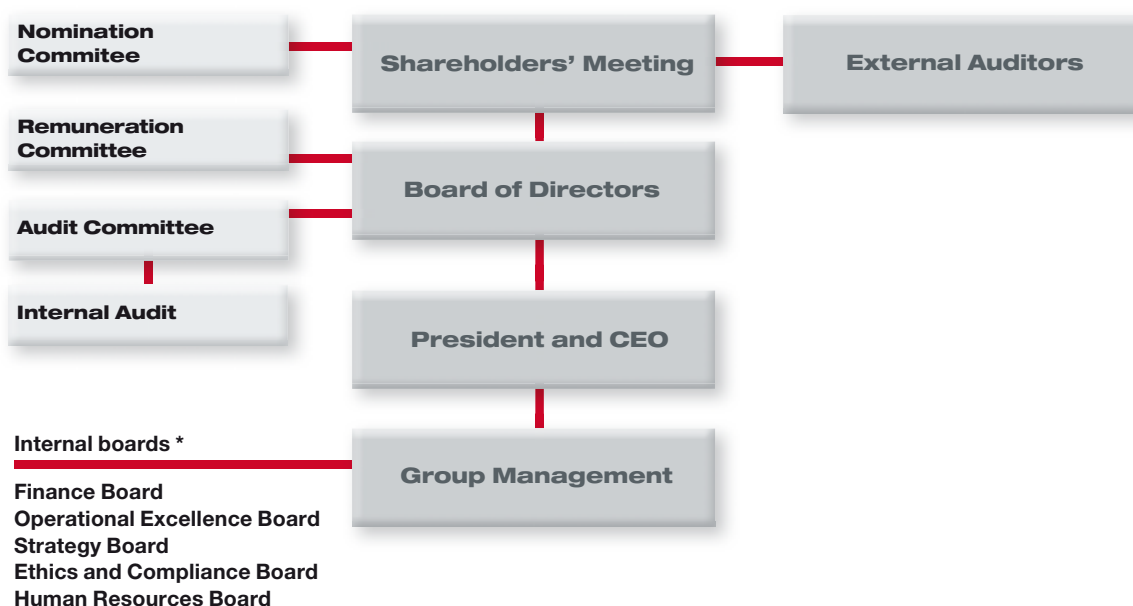 Nomination
Commitee
Shareholders’ Meeting
External Auditors
Remuneration
Committee
Board of Directors
Audit Committee
Internal Audit
President and CEO
Internal boards *
Group Management
Finance Board
Operational Excellence Board
Strategy Board
Ethics and Compliance Board
Human Resources Board